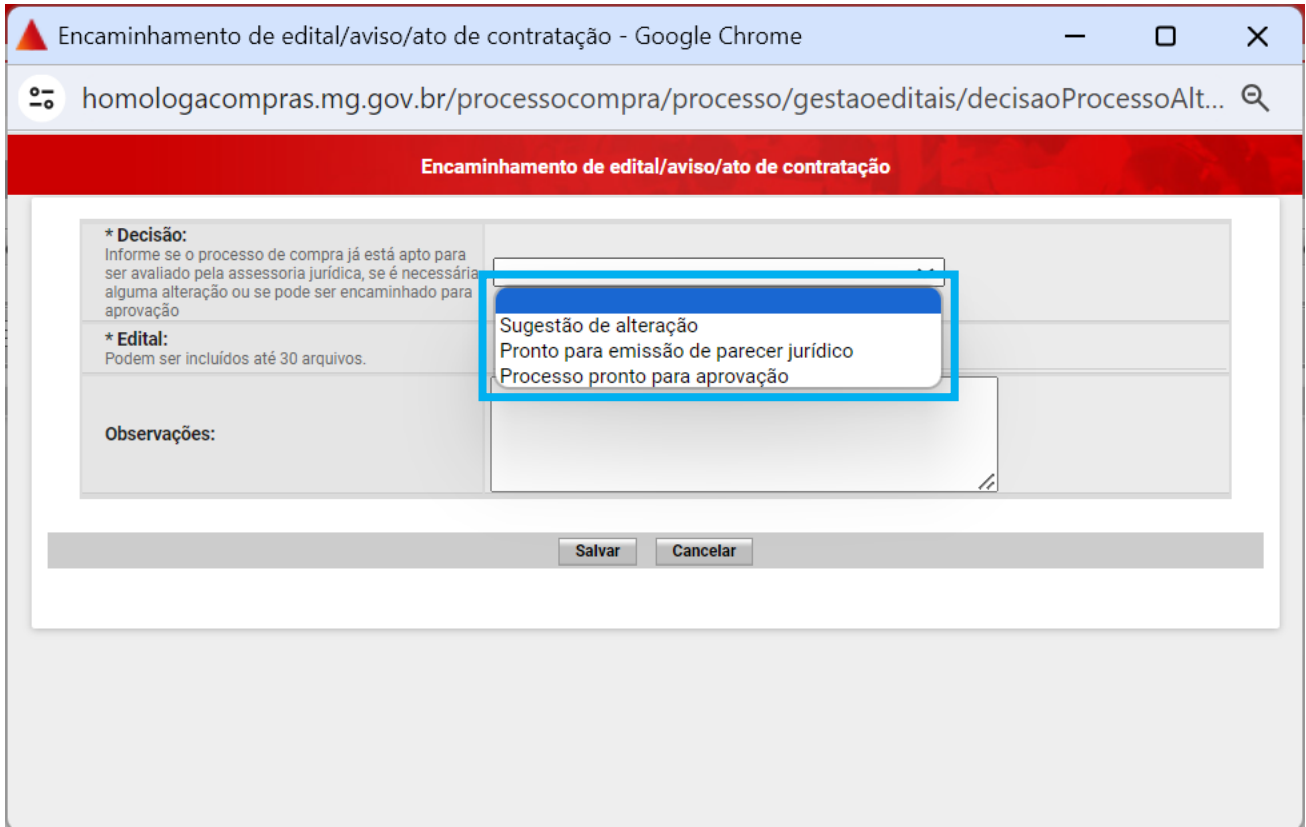 Encaminhamento de edital/aviso/ato de contratação - Google Chrome
homologacompras.mg.gov.br/processocompra/processo/gestaoeditais/decisaoProcessoAlt...
Encaminhamento de edital/aviso/ato de contratação
* Decisão:
Informe se o processo de compra já está apto para
ser avaliado pela assessoria jurídica, se é necessária
alguma alteração ou se pode ser encaminhado para
aprovação
Sugestão de alteração
Pronto para emissão de parecer jurídico
Processo pronto para aprovação
* Edital:
Podem ser incluídos até 30 arquivos.
Observações:
Salvar
Cancelar